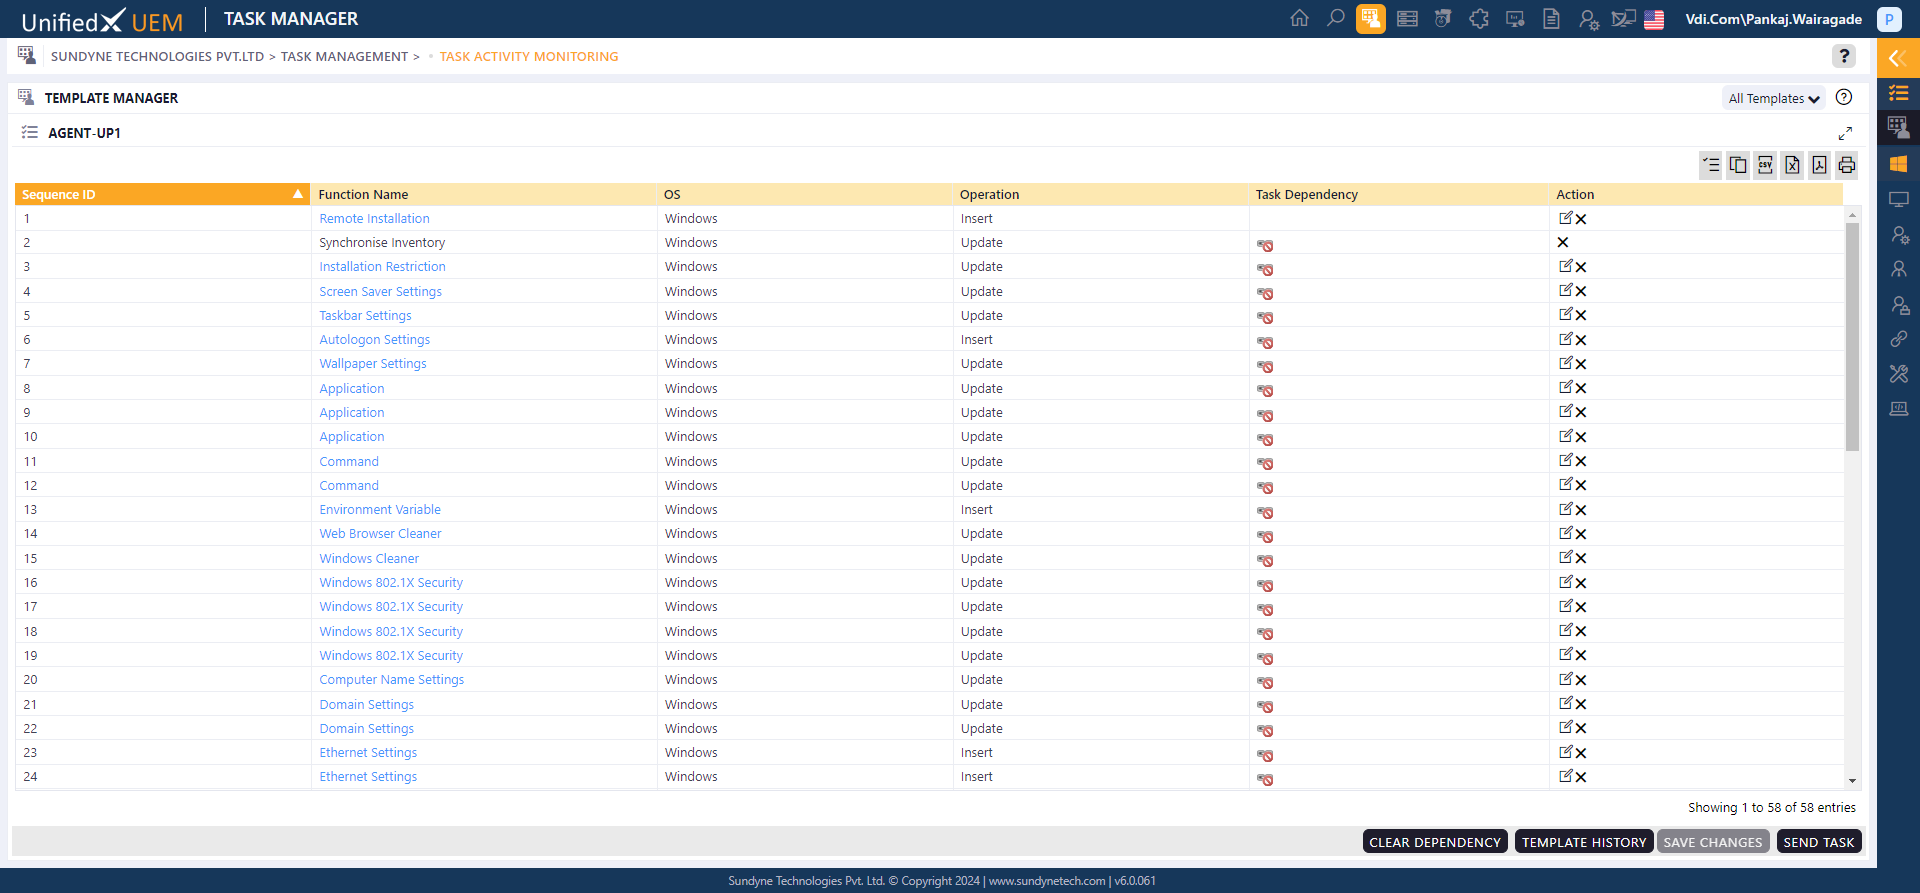 UnifiedX UEM TASK MANAGER Vdi.Com\Pankaj.Wairagade P
SUNDYNE TECHNOLOGIES PVT.LTD > TASK MANAGEMENT > • TASK ACTIVITY MONITORING ?
TEMPLATE MANAGER All Templates ?
AGENT-UP1
CSV X
Sequence ID Function Name OS Operation Task Dependency Action
1 Remote Installation Windows Insert
2 Synchronise Inventory Windows Update
3 Installation Restriction Windows Update
4 Screen Saver Settings Windows Update
5 Taskbar Settings Windows Update
6 Autologon Settings Windows Insert
7 Wallpaper Settings Windows Update
8 Application Windows Update
9 Application Windows Update
10 Application Windows Update
11 Command Windows Update
12 Command Windows Update
13 Environment Variable Windows Insert
14 Web Browser Cleaner Windows Update
15 Windows Cleaner Windows Update
16 Windows 802.1X Security Windows Update
17 Windows 802.1X Security Windows Update
18 Windows 802.1X Security Windows Update
19 Windows 802.1X Security Windows Update
20 Computer Name Settings Windows Update
21 Domain Settings Windows Update
22 Domain Settings Windows Update
23 Ethernet Settings Windows Insert
24 Ethernet Settings Windows Insert
Showing 1 to 58 of 58 entries
CLEAR DEPENDENCY TEMPLATE HISTORY SAVE CHANGES SEND TASK
Sundyne Technologies Pvt. Ltd. © Copyright 2024 | www.sundynetech.com | v6.0.061